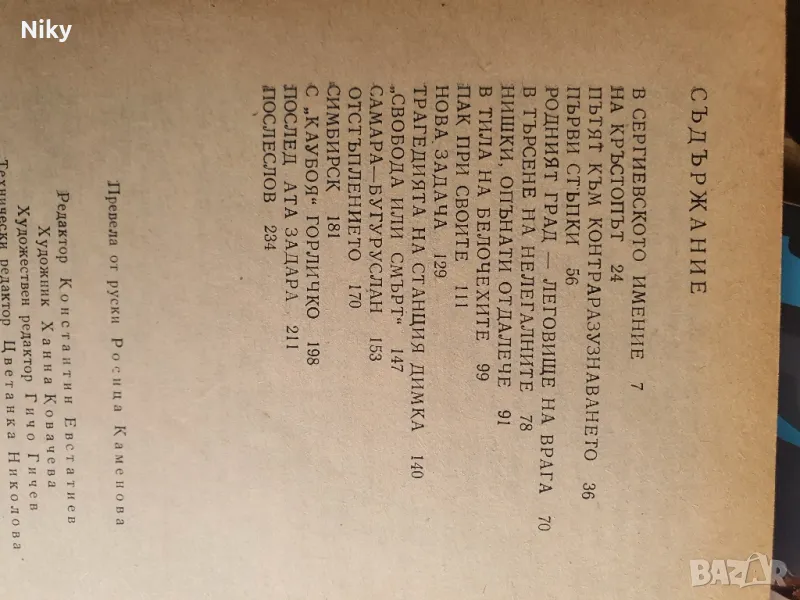 Niky
СЪДЪРЖАНИЕ
В СЕРГИЕВСКОТО ИМЕНИЕ 7
НА КРЪСТОПЪТ 24
ПЪТЯТ КЪМ КОНТРАРАЗУЗНАВАНЕТО 36
ПЪРВИ СТЪПКИ 56
РОДНИЯТ ГРАД — ЛЕГОВИЩЕ НА ВРАГА 70
В ТЪРСЕНЕ НА НЕЛЕГАЛНИТЕ 78
НИШКИ, ОПЪНАТИ ОТДАЛЕЧЕ 91
В ТИЛА НА БЕЛОЧЕХИТЕ 99
ПАК ПРИ СВОИТЕ 111
НОВА ЗАДАЧА 129
ТРАГЕДИЯТА НА СТАНЦИЯ ДИМКА 140
„СВОБОДА ИЛИ СМЪРТ" 147
САМАРА—БУГУРУСЛАН 153
ОТСТЪПЛЕНИЕТО 170
СИМБИРСК 181
С „КАУБОЯ" ГОРЛИЧКО 198
ПОСЛЕД АТА ЗАДАРА 211
ПОСЛЕСЛОВ 234
Превела от руски Росица Каменова
Редактор Константин Евстатиев
Художник Ханна Ковачева
Художествен редактор Гичо Гичев
Технически редактор Цветанка Николова
BAZAR